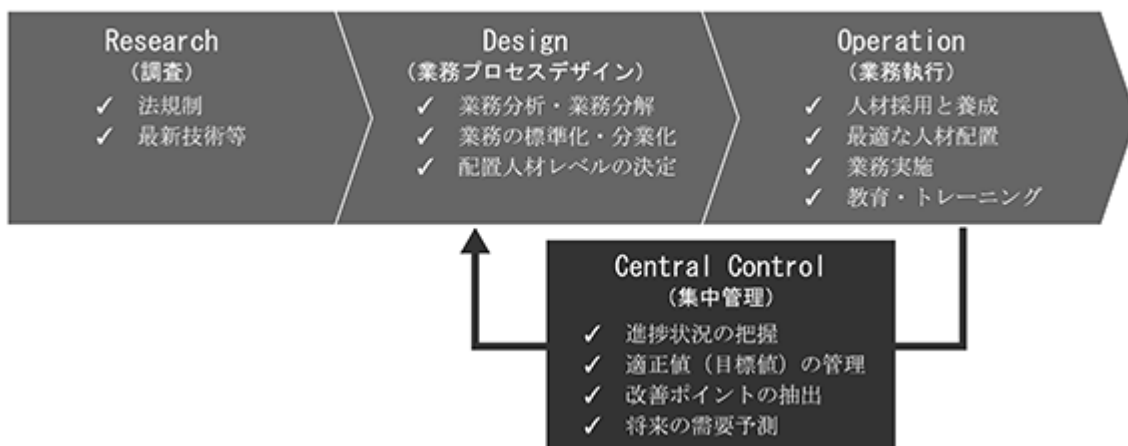 Research
(調査)
✓ 法規制
✓ 最新技術等
Design
(業務プロセスデザイン)
✓ 業務分析・業務分解
✓ 業務の標準化・分業化
✓ 配置人材レベルの決定
Operation
(業務執行)
✓ 人材採用と養成
✓ 最適な人材配置
✓ 業務実施
✓ 教育・トレーニング
Central Control
(集中管理)
✓ 進捗状況の把握
✓ 適正値(目標値)の管理
✓ 改善ポイントの抽出
✓ 将来の需要予測